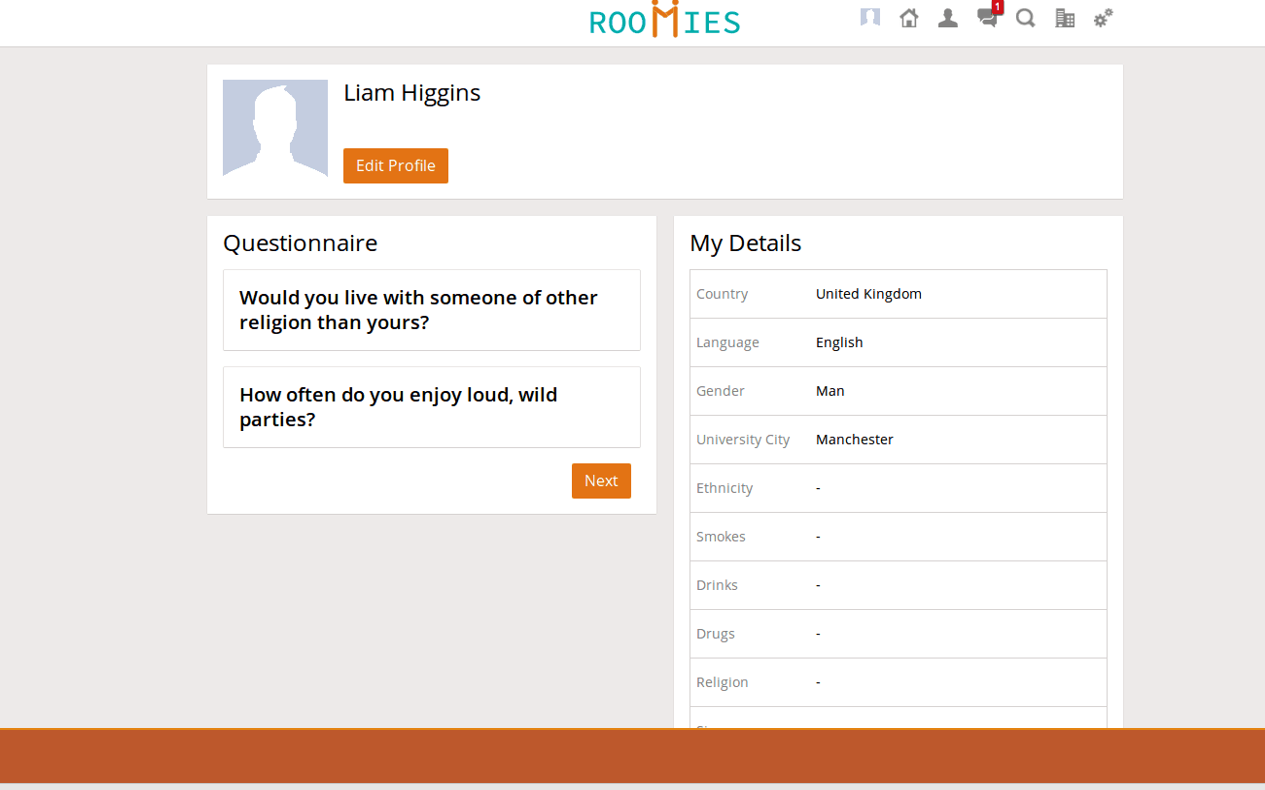 ROOMIES
1
Liam Higgins
Edit Profile
Questionnaire
Would you live with someone of other
religion than yours?
How often do you enjoy loud, wild
parties?
Next
My Details
Country United Kingdom
Language English
Gender Man
University City Manchester
Ethnicity -
Smokes -
Drinks -
Drugs -
Religion -